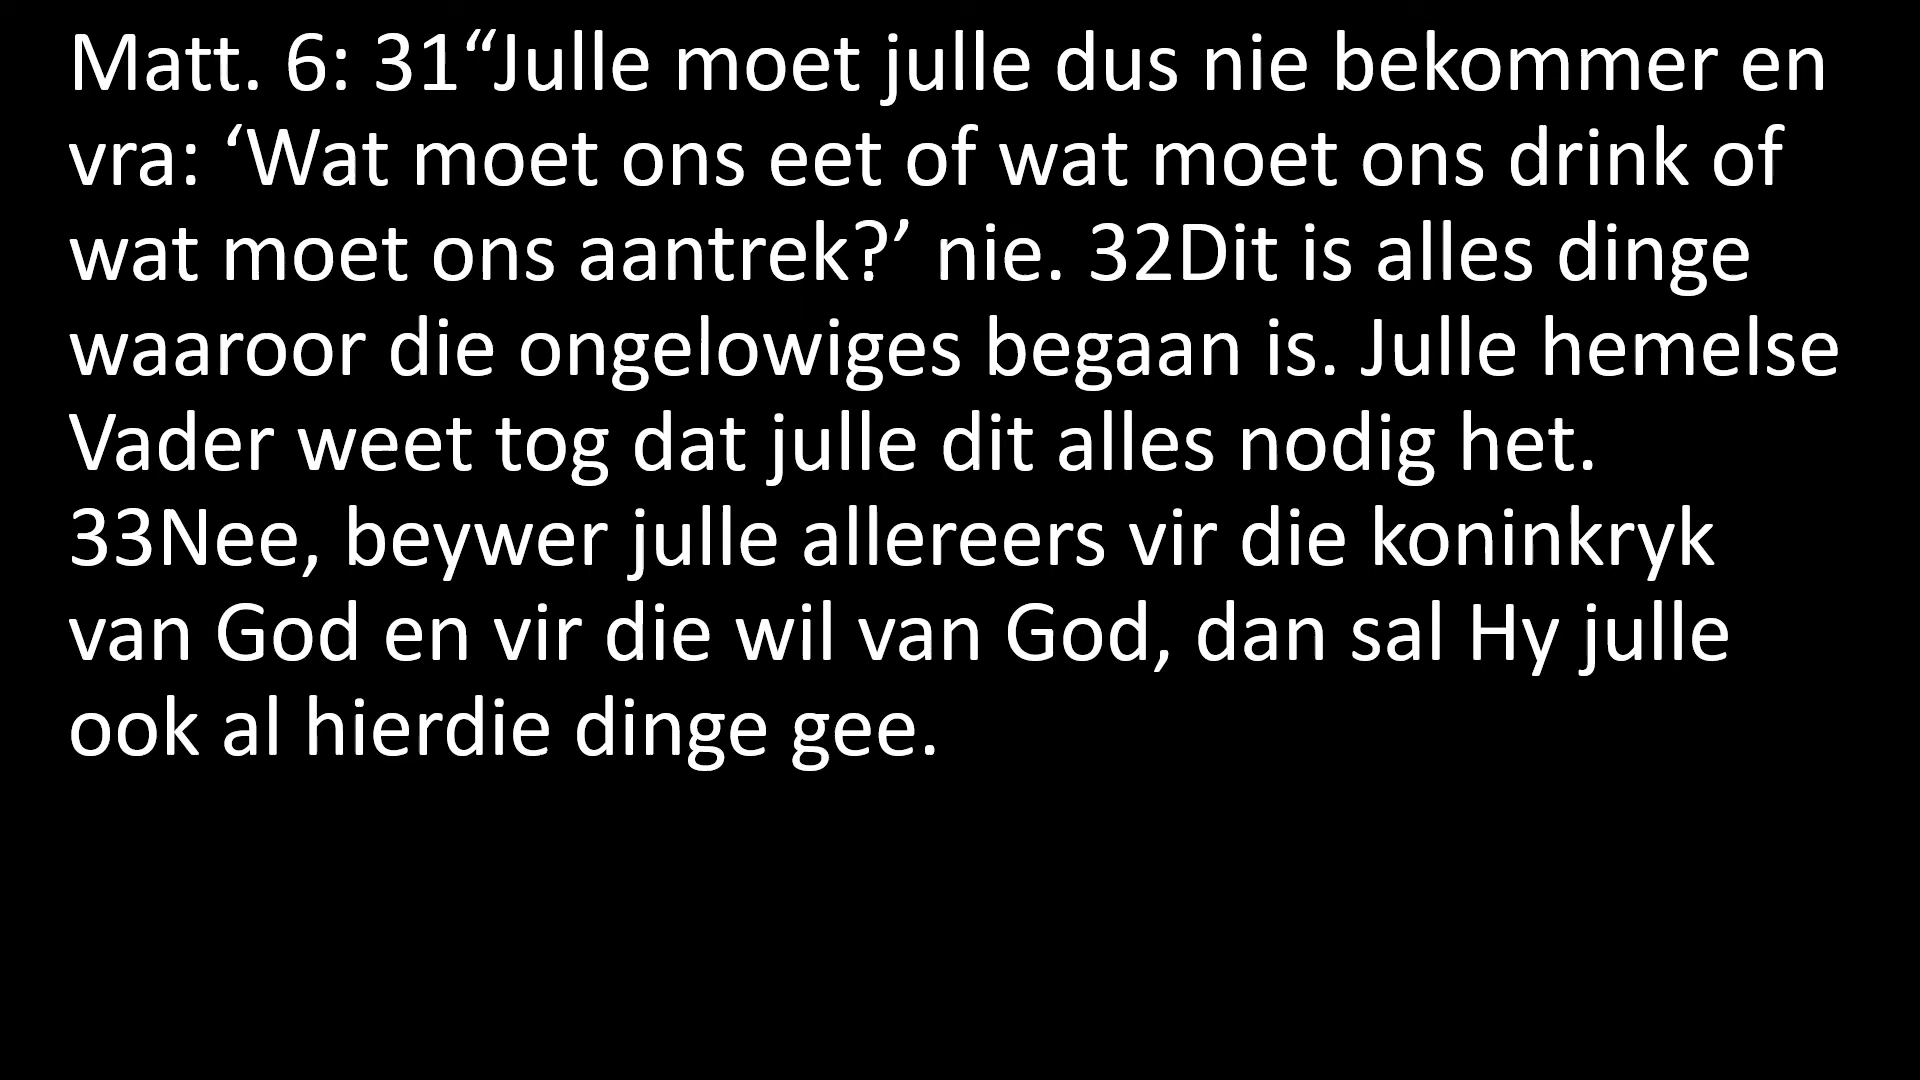 Matt. 6: 31“Julle moet julle dus nie bekommer en
vra: ‘Wat moet ons eet of wat moet ons drink of
wat moet ons aantrek?’ nie. 32Dit is alles dinge
waaroor die ongelowiges begaan is. Julle hemelse
Vader weet tog dat julle dit alles nodig het.
33Nee, beywer julle allereers vir die koninkryk
van God en vir die wil van God, dan sal Hy julle
ook al hierdie dinge gee.